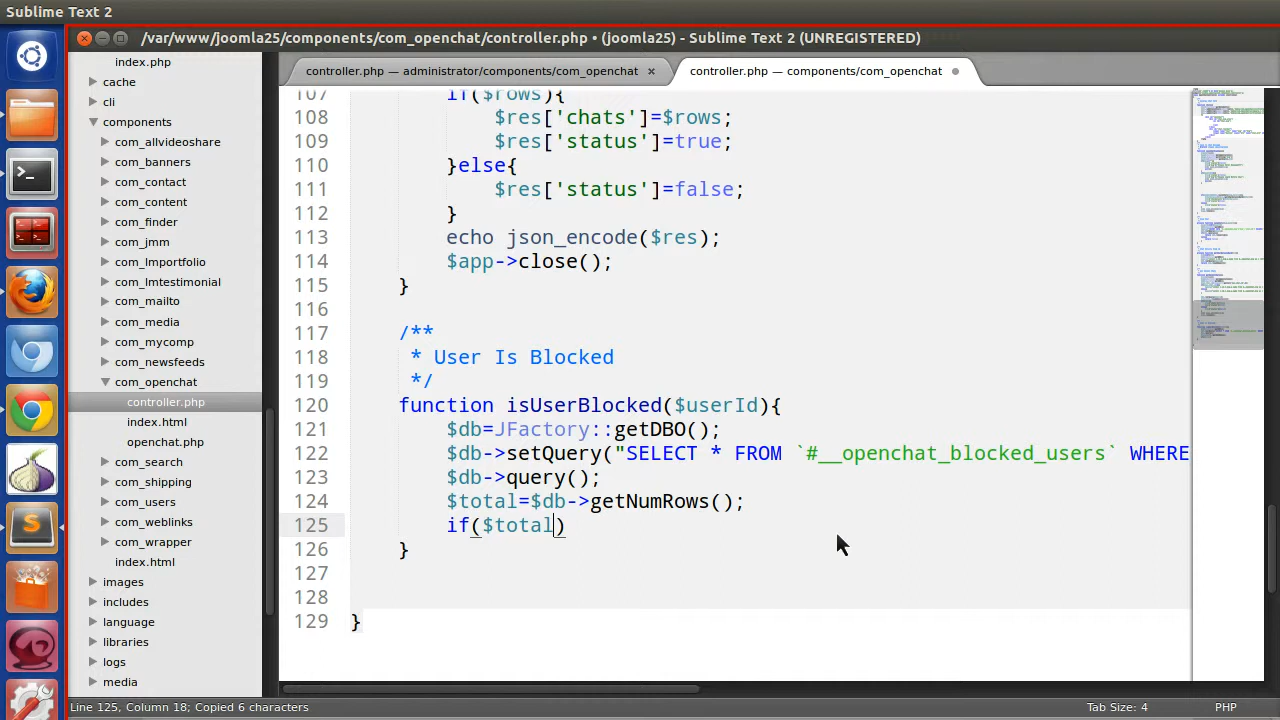 Sublime Text 2
/var/www/joomla25/components/com_openchat/controller.php • (joomla25) - Sublime Text 2 (UNREGISTERED)
controller.php — administrator/components/com_openchat ×
controller.php — components/com_openchat
index.php
cache
cli
components
com_allvideoshare
com_banners
com_contact
com_content
com_finder
com_jmm
com_lmportfolio
com_lmtestimonial
com_mailto
com_media
com_mycomp
com_newsfeeds
com_openchat
controller.php
index.html
openchat.php
com_search
com_shipping
com_users
com_weblinks
com_wrapper
index.html
images
includes
language
libraries
logs
media
107 if($rows){
108 $res['chats']=$rows;
109 $res['status']=true;
110 }else{
111 $res['status']=false;
112 }
113 echo json_encode($res);
114 $app->close();
115 }
116
117 /**
118 * User Is Blocked
119 */
120 function isUserBlocked($userId){
121 $db=JFactory::getDBO();
122 $db->setQuery("SELECT * FROM `#__openchat_blocked_users` WHERE
123 $db->query();
124 $total=$db->getNumRows();
125 if($total)
126 }
127
128
129 }
Line 125, Column 18; Copied 6 characters
Tab Size: 4
PHP